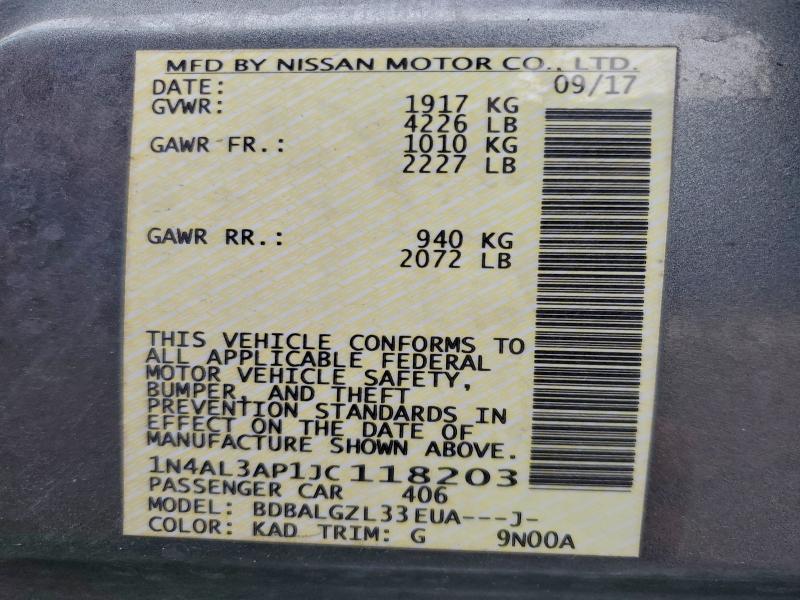 MFD BY NISSAN MOTOR CO., LTD.
DATE: 09/17
GVWR: 1917 KG
4226 LB
GAWR FR.: 1010 KG
2227 LB
GAWR RR.: 940 KG
2072 LB
THIS VEHICLE CONFORMS TO
ALL APPLICABLE FEDERAL
MOTOR VEHICLE SAFETY,
BUMPER, AND THEFT
PREVENTION STANDARDS IN
EFFECT ON THE DATE OF
MANUFACTURE SHOWN ABOVE.
1N4AL3AP1JC118203
PASSENGER CAR 406
MODEL: BDBALGZL33EUA---J-
COLOR: KAD TRIM: G 9N00A